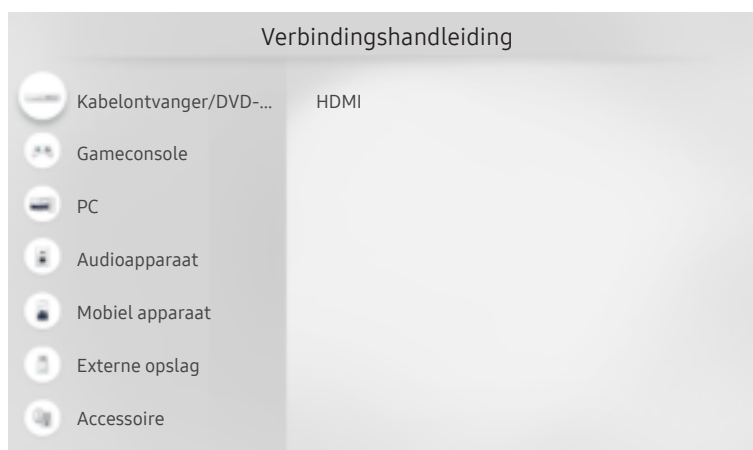 Verbindingshandleiding
Kabelontvanger/DVD-...
HDMI
Gameconsole
PC
Audioapparaat
Mobiel apparaat
Externe opslag
Accessoire